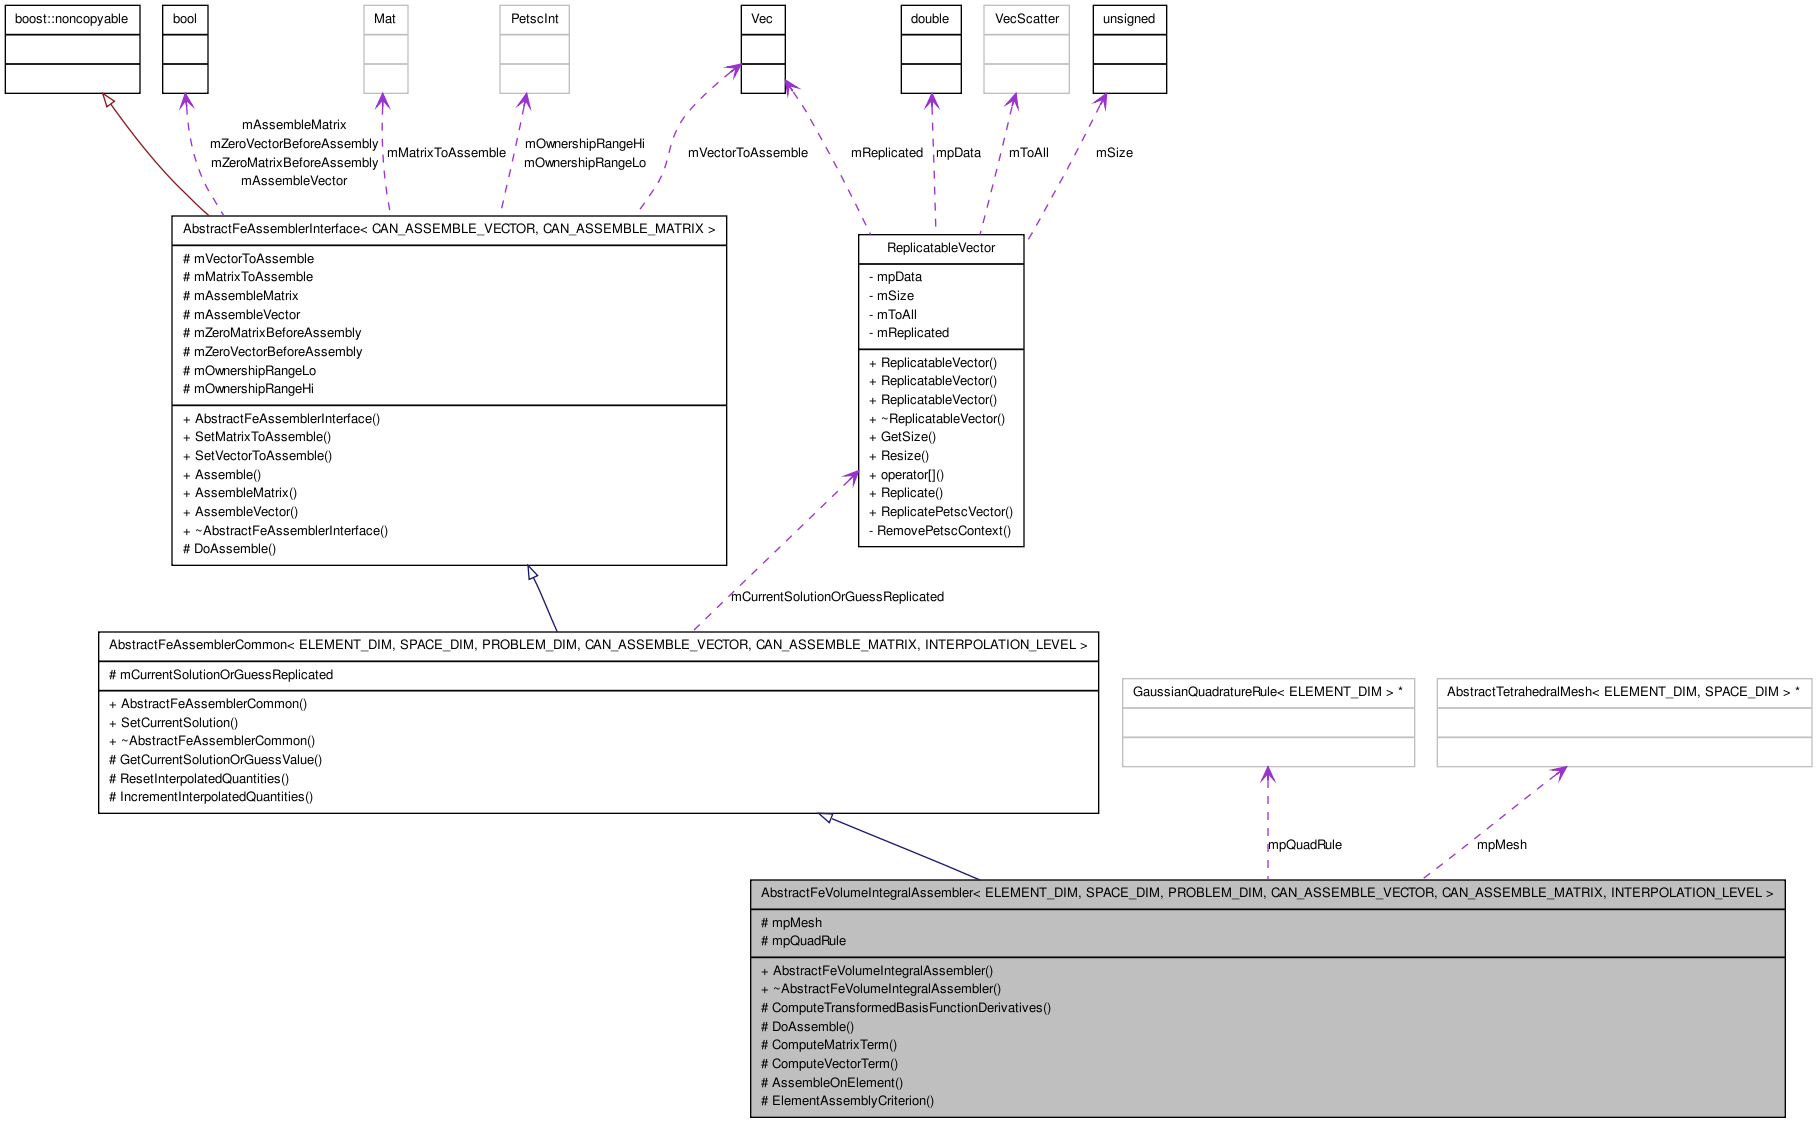 boost::noncopyable
bool
Mat
PetscInt
Vec
double
VecScatter
unsigned
mAssembleMatrix
mZeroVectorBeforeAssembly
mZeroMatrixBeforeAssembly
mAssembleVector
mMatrixToAssemble
mOwnershipRangeHi
mOwnershipRangeLo
mVectorToAssemble
mReplicated
mpData
mToAll
mSize
AbstractFeAssemblerInterface< CAN_ASSEMBLE_VECTOR, CAN_ASSEMBLE_MATRIX >
# mVectorToAssemble
# mMatrixToAssemble
# mAssembleMatrix
# mAssembleVector
# mZeroMatrixBeforeAssembly
# mZeroVectorBeforeAssembly
# mOwnershipRangeLo
# mOwnershipRangeHi
+ AbstractFeAssemblerInterface()
+ SetMatrixToAssemble()
+ SetVectorToAssemble()
+ Assemble()
+ AssembleMatrix()
+ AssembleVector()
+ ~AbstractFeAssemblerInterface()
# DoAssemble()
ReplicatableVector
- mpData
- mSize
- mToAll
- mReplicated
+ ReplicatableVector()
+ ReplicatableVector()
+ ReplicatableVector()
+ ~ReplicatableVector()
+ GetSize()
+ Resize()
+ operator[]()
+ Replicate()
+ ReplicatePetscVector()
- RemovePetscContext()
mCurrentSolutionOrGuessReplicated
AbstractFeAssemblerCommon< ELEMENT_DIM, SPACE_DIM, PROBLEM_DIM, CAN_ASSEMBLE_VECTOR, CAN_ASSEMBLE_MATRIX, INTERPOLATION_LEVEL >
# mCurrentSolutionOrGuessReplicated
+ AbstractFeAssemblerCommon()
+ SetCurrentSolution()
+ ~AbstractFeAssemblerCommon()
# GetCurrentSolutionOrGuessValue()
# ResetInterpolatedQuantities()
# IncrementInterpolatedQuantities()
GaussianQuadratureRule< ELEMENT_DIM > *
AbstractTetrahedralMesh< ELEMENT_DIM, SPACE_DIM > *
mpQuadRule
mpMesh
AbstractFeVolumeIntegralAssembler< ELEMENT_DIM, SPACE_DIM, PROBLEM_DIM, CAN_ASSEMBLE_VECTOR, CAN_ASSEMBLE_MATRIX, INTERPOLATION_LEVEL >
# mpMesh
# mpQuadRule
+ AbstractFeVolumeIntegralAssembler()
+ ~AbstractFeVolumeIntegralAssembler()
# ComputeTransformedBasisFunctionDerivatives()
# DoAssemble()
# ComputeMatrixTerm()
# ComputeVectorTerm()
# AssembleOnElement()
# ElementAssemblyCriterion()